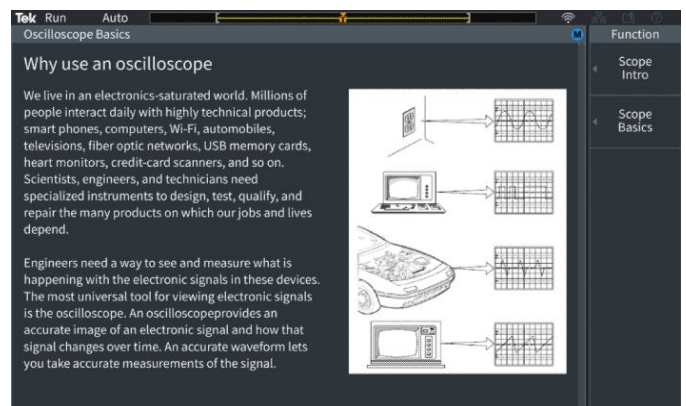 Tek Run Auto
Oscilloscope Basics
M
Function
Scope
Intro
Scope
Basics
Why use an oscilloscope
We live in an electronics-saturated world. Millions of
people interact daily with highly technical products;
smart phones, computers, Wi-Fi, automobiles,
televisions, fiber optic networks, USB memory cards,
heart monitors, credit-card scanners, and so on.
Scientists, engineers, and technicians need
specialized instruments to design, test, qualify, and
repair the many products on which our jobs and lives
depend.
Engineers need a way to see and measure what is
happening with the electronic signals in these devices.
The most universal tool for viewing electronic signals
is the oscilloscope. An oscilloscopeprovides an
accurate image of an electronic signal and how that
signal changes over time. An accurate waveform lets
you take accurate measurements of the signal.